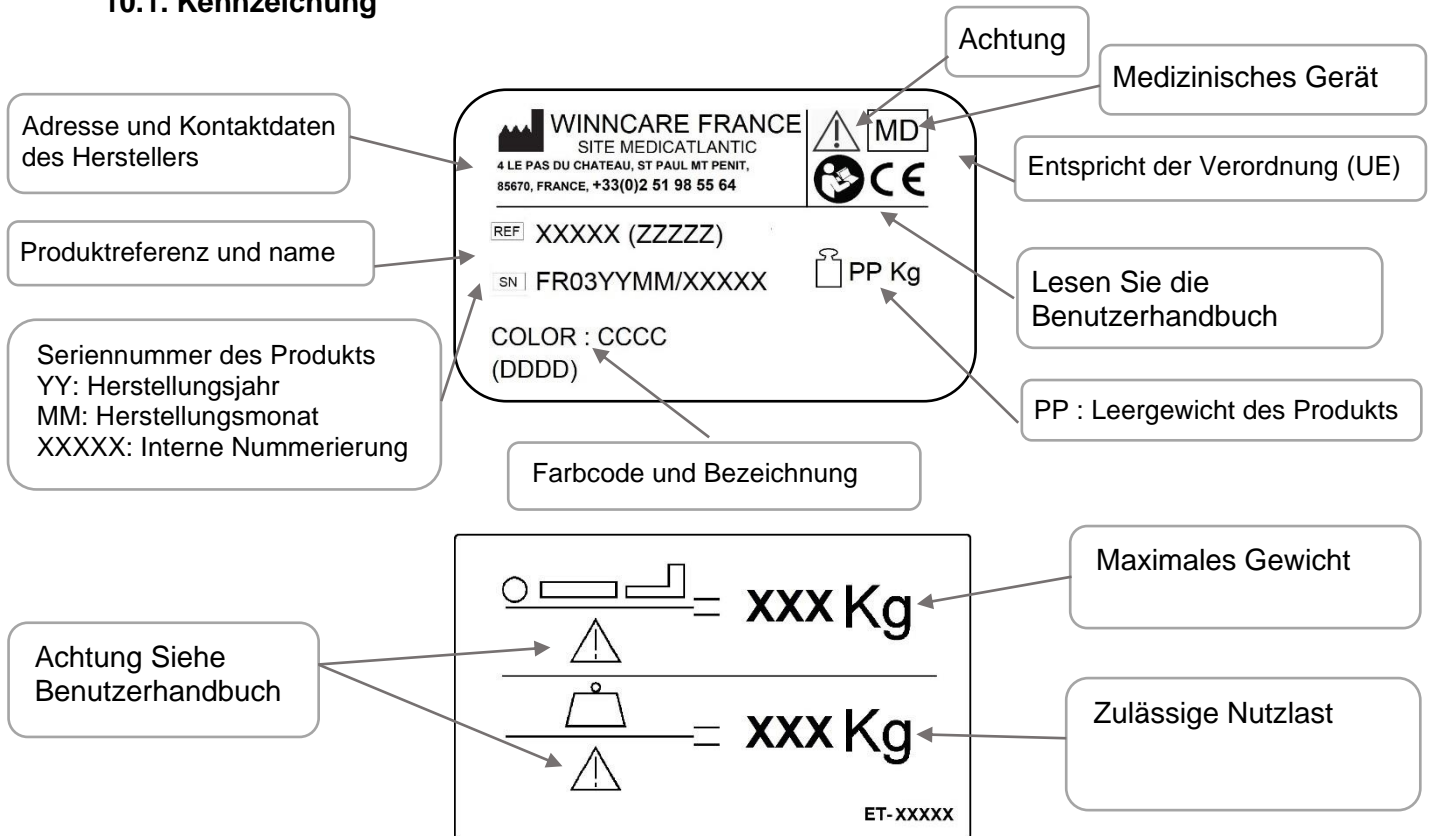 10.1. Kennzeichung
Achtung
Medizinisches Gerät
Adresse und Kontaktdaten
des Herstellers
WINNCARE FRANCE
SITE MEDICATLANTIC
4 LE PAS DU CHATEAU, ST PAUL MT PENIT,
85670, FRANCE, +33(0)2 51 98 55 64
MD
CE
Entspricht der Verordnung (UE)
Produktreferenz und name
REF XXXXX (ZZZZZ)
SN FR03YYMM/XXXXX
PP Kg
COLOR : CCCC
(DDDD)
Lesen Sie die
Benutzerhandbuch
Seriennummer des Produkts
YY: Herstellungsjahr
MM: Herstellungsmonat
XXXXX: Interne Nummerierung
PP : Leergewicht des Produkts
Farbcode und Bezeichnung
= xxx Kg
Maximales Gewicht
Achtung Siehe
Benutzerhandbuch
= xxx Kg
Zulässige Nutzlast
ET-XXXXX